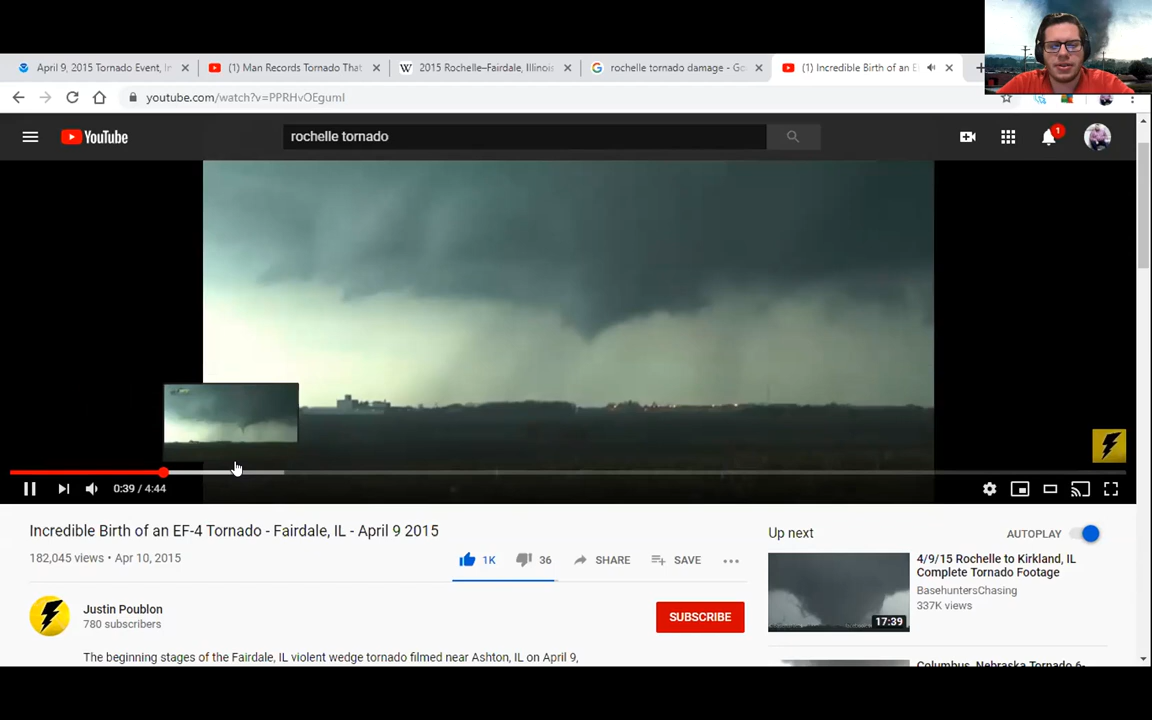 April 9, 2015 Tornado Event, In
(1) Man Records Tornado That
2015 Rochelle–Fairdale, Illinois
rochelle tornado damage - Go
(1) Incredible Birth of an E
youtube.com/watch?v=PPRHvOEgumI
YouTube
rochelle tornado
1
0:39 / 4:44
Incredible Birth of an EF-4 Tornado - Fairdale, IL - April 9 2015
182,045 views • Apr 10, 2015
1K
36
SHARE
SAVE
Justin Poublon
780 subscribers
SUBSCRIBE
The beginning stages of the Fairdale, IL violent wedge tornado filmed near Ashton, IL on April 9,
Up next
AUTOPLAY
4/9/15 Rochelle to Kirkland, IL
Complete Tornado Footage
BasehuntersChasing
337K views
17:39
Columbus, Nebraska Tornado 6-